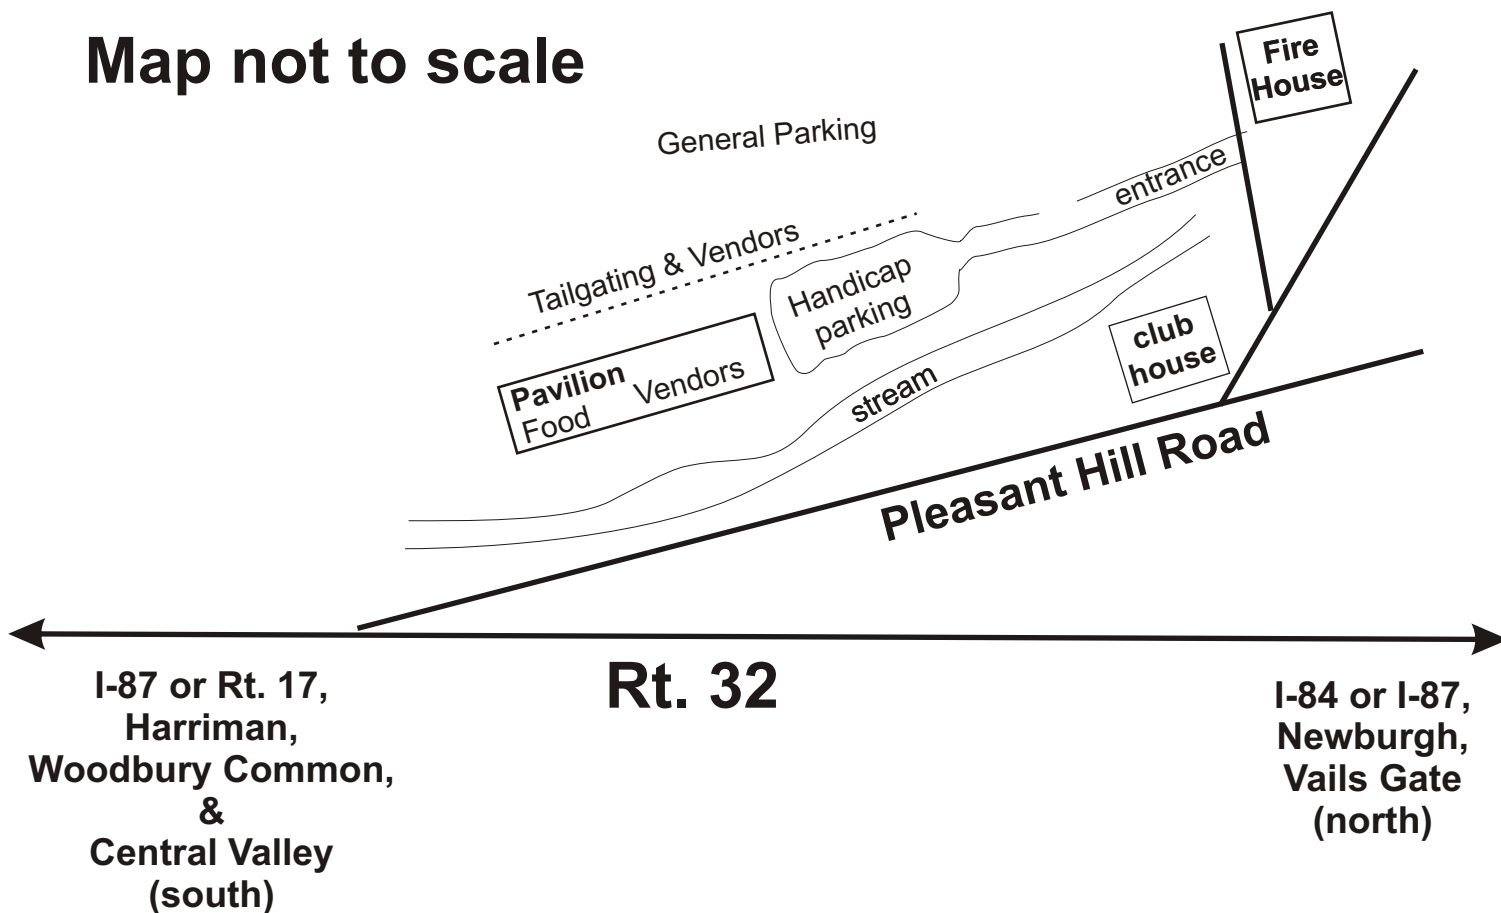 Map not to scale
Fire
House
General Parking
entrance
Tailgating & Vendors
Handicap
parking
club
house
Pavilion
Food Vendors
stream
Pleasant Hill Road
Rt. 32
I-87 or Rt. 17,
Harriman,
Woodbury Common,
&
Central Valley
(south)
I-84 or I-87,
Newburgh,
Vails Gate
(north)